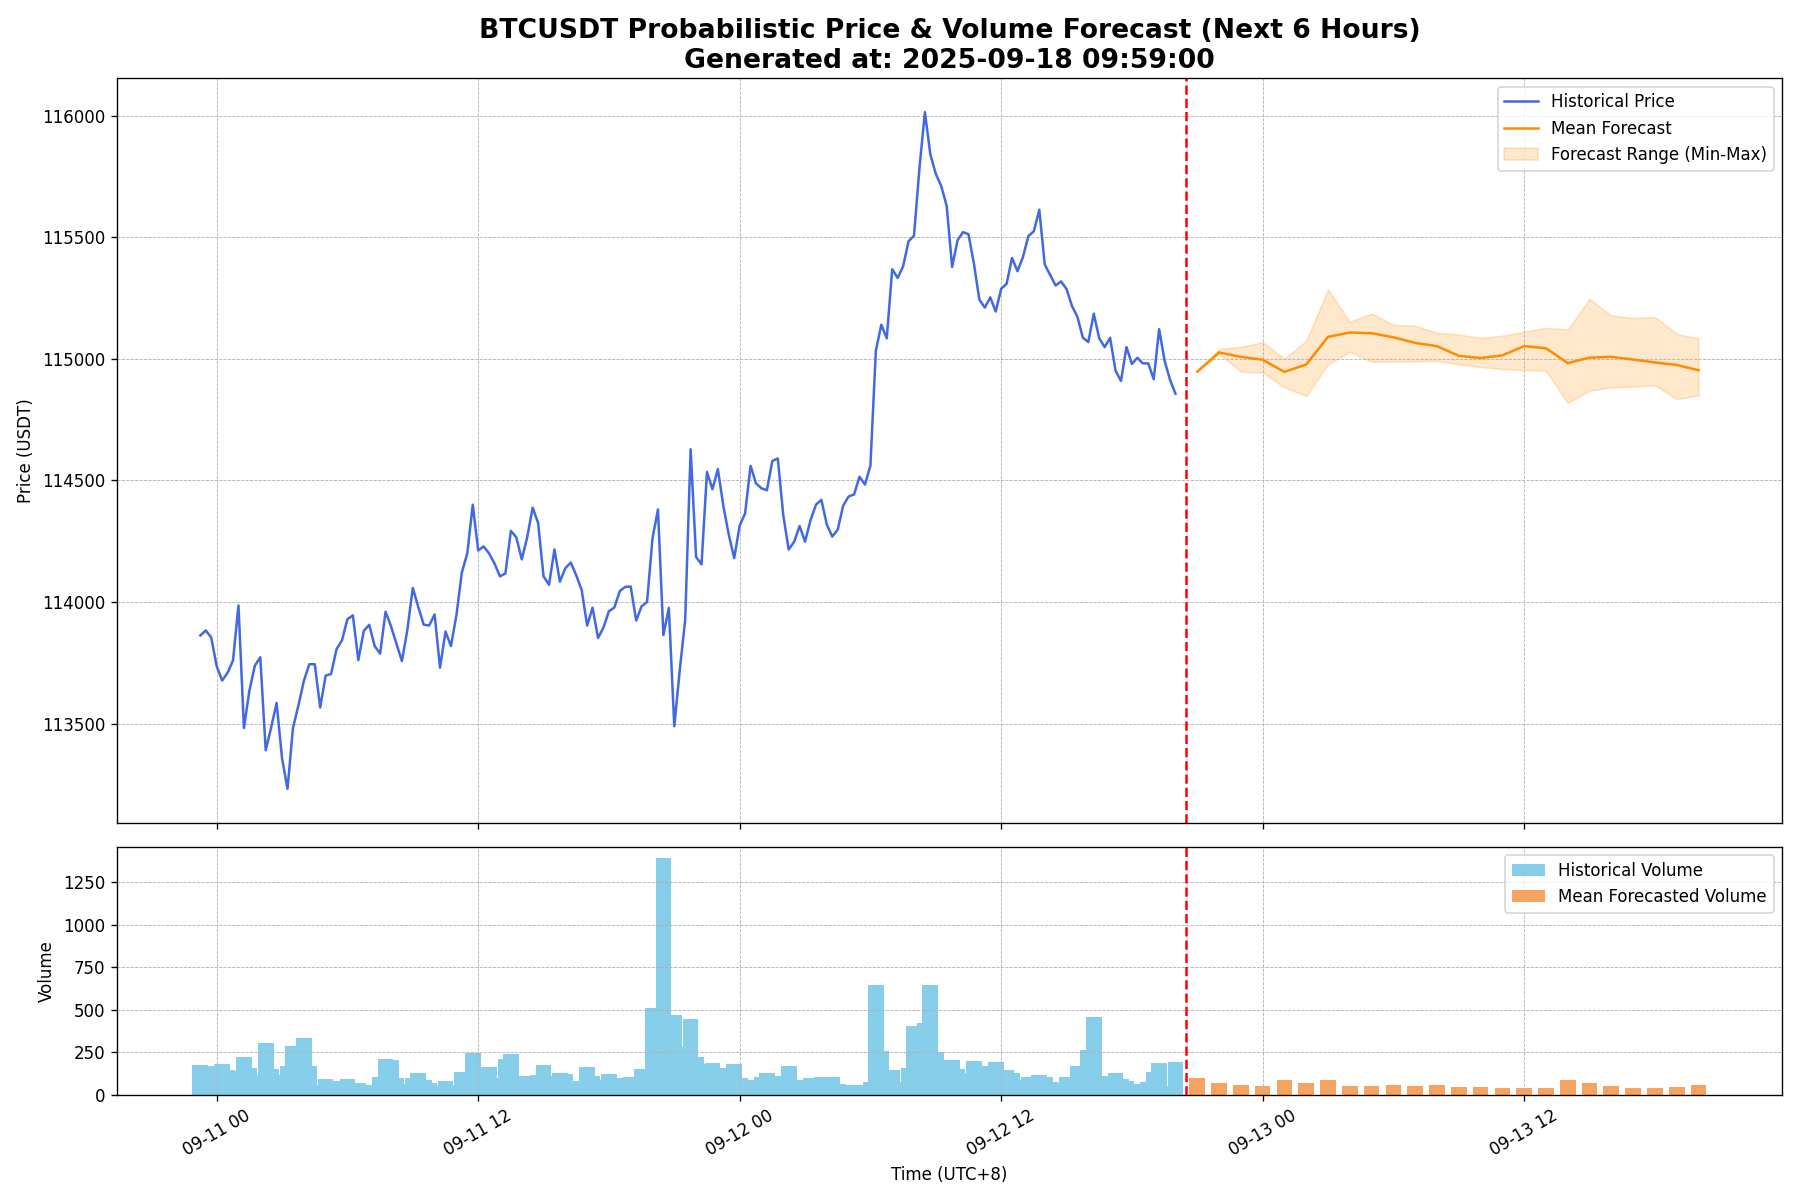 BTCUSDT Probabilistic Price & Volume Forecast (Next 6 Hours)
Generated at: 2025-09-18 09:59:00
Historical Price
Mean Forecast
Forecast Range (Min-Max)
116000
115500
115000
114500
114000
113500
Price (USDT)
Historical Volume
Mean Forecasted Volume
1250
1000
750
500
250
0
Volume
09-11 00
09-11 12
09-12 00
09-12 12
09-13 00
09-13 12
Time (UTC+8)